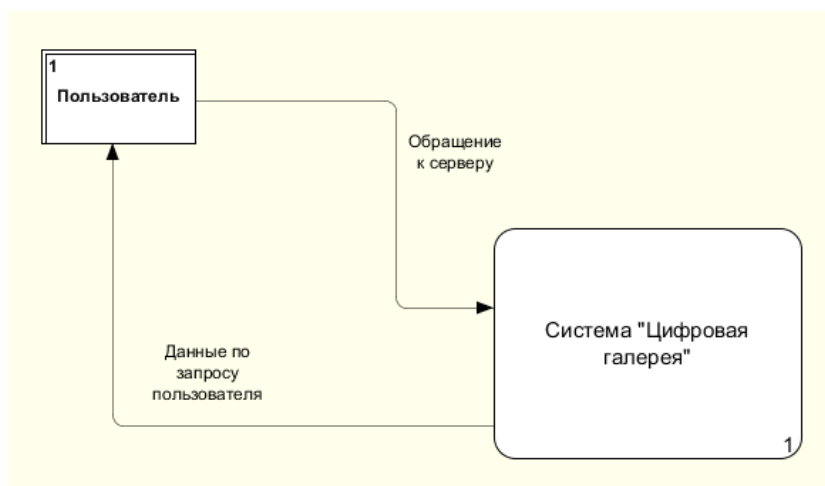 1
Пользователь
Обращение
к серверу
Система "Цифровая
галерея"
1
Данные по
запросу
пользователя